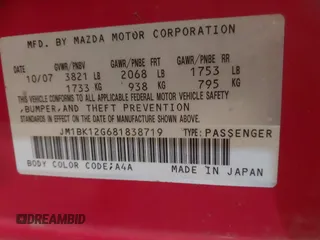 MFD. BY MAZDA MOTOR CORPORATION
GVWR/PNBV GAWR/PNBE FRT GAWR/PNBE RR
10/07 3821 LB 2068 LB 1753 LB
1733 KG 938 KG 795 KG
THIS VEHICLE CONFORMS TO ALL APPLICABLE FEDERAL MOTOR VEHICLE SAFETY,
BUMPER, AND THEFT PREVENTION
STANDARDS IN EFFECT ON THE DATE OF MANUFACTURE SHOWN ABOVE.
JM1BK12G681838719 TYPE:PASSENGER
BODY COLOR CODE;A4A MADE IN JAPAN
DREAMBID